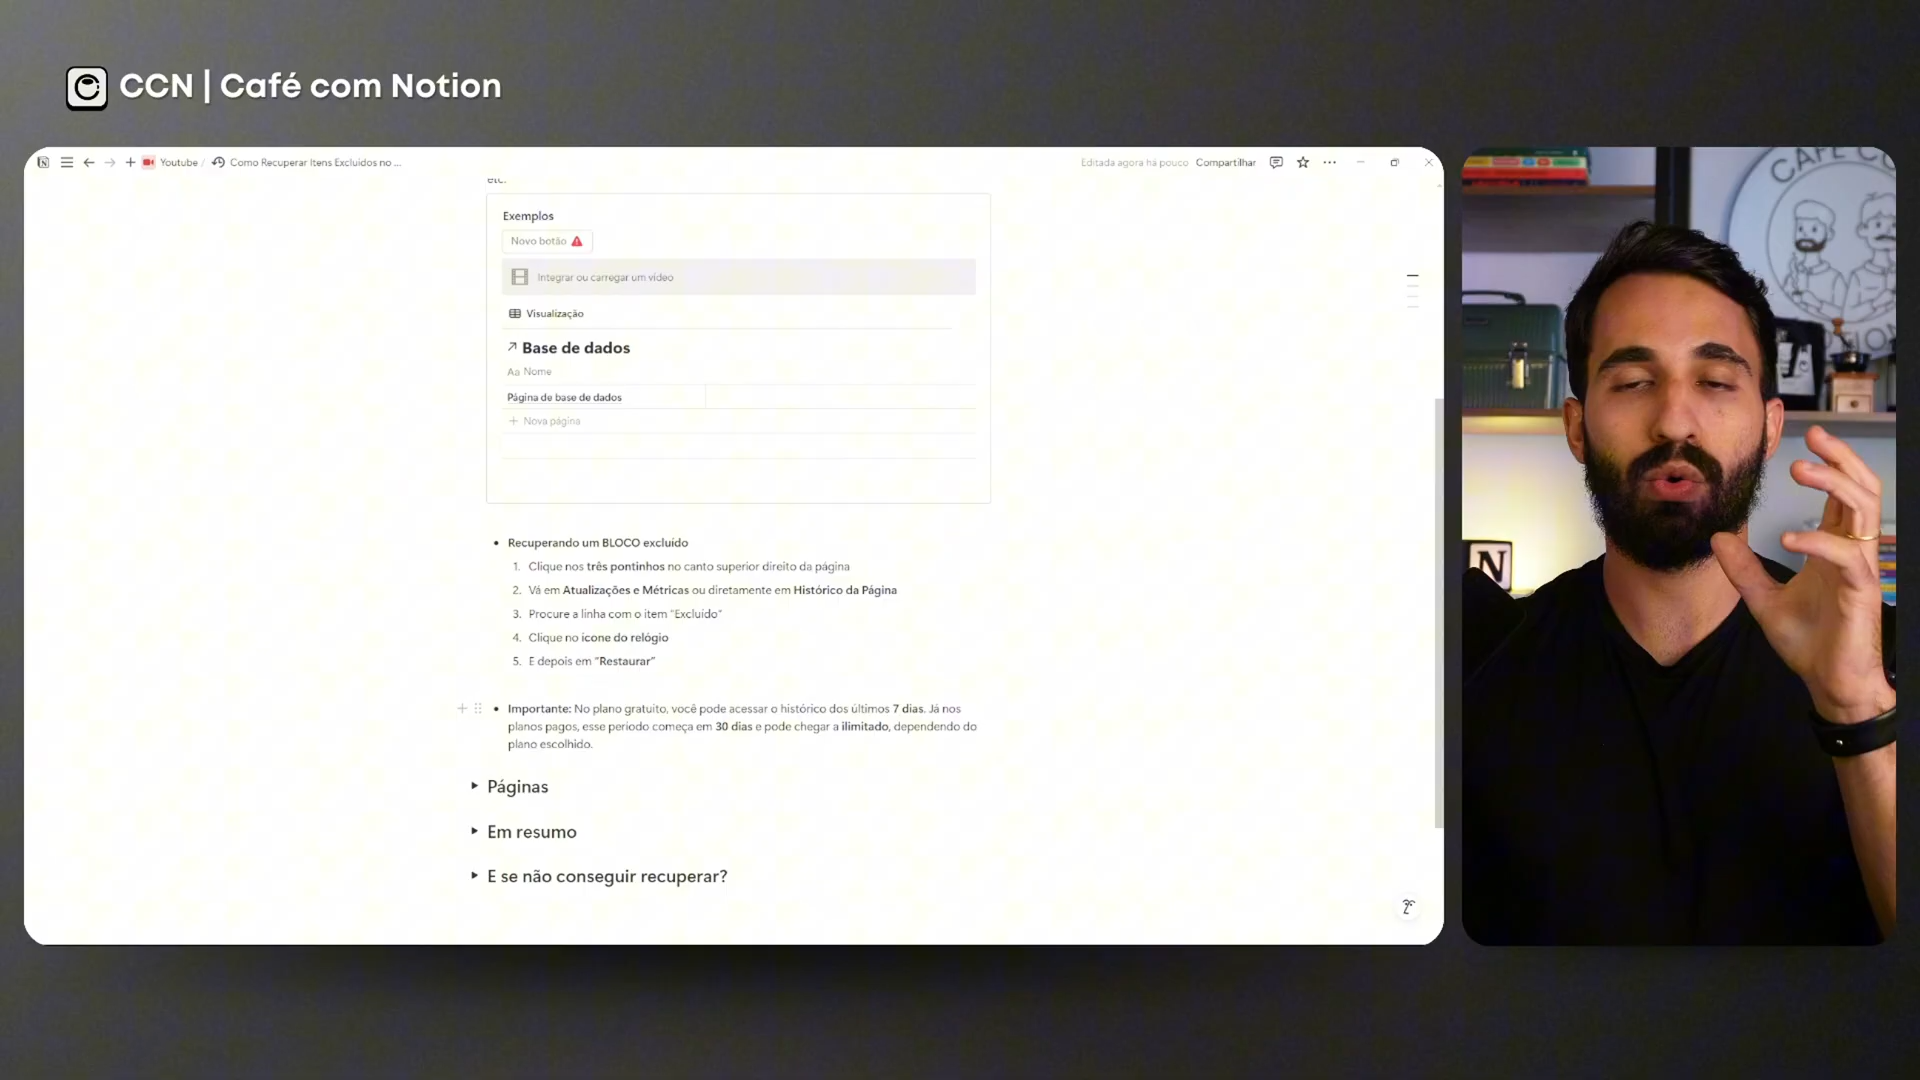 CCN | Café com Notion
Youtube / Como Recuperar Itens Excluídos no ...
Editada agora há pouco Compartilhar
etc.
Exemplos
Novo botão
Integrar ou carregar um vídeo
Visualização
Base de dados
Aa Nome
Página de base de dados
+ Nova página
• Recuperando um BLOCO excluído
1. Clique nos três pontinhos no canto superior direito da página
2. Vá em Atualizações e Métricas ou diretamente em Histórico da Página
3. Procure a linha com o item "Excluído"
4. Clique no ícone do relógio
5. E depois em "Restaurar"
• Importante: No plano gratuito, você pode acessar o histórico dos últimos 7 dias. Já nos
planos pagos, esse período começa em 30 dias e pode chegar a ilimitado, dependendo do
plano escolhido.
Páginas
Em resumo
E se não conseguir recuperar?
CAFÉ CO
N